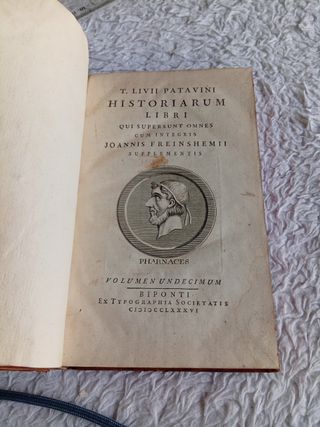 T. LIVII PATAVINI
HISTORIARUM
LIBRI
QUI SUPERSUNT OMNES
CUM INTEGRIS
JOANNIS FREINSHEMII
SUPPLEMENTIS
PHARNACES
VOLUMEN UNDECIMUM
BIPONTI
EX TYPOGRAPHIA SOCIETATIS
CIƆIƆCCLXXXVI